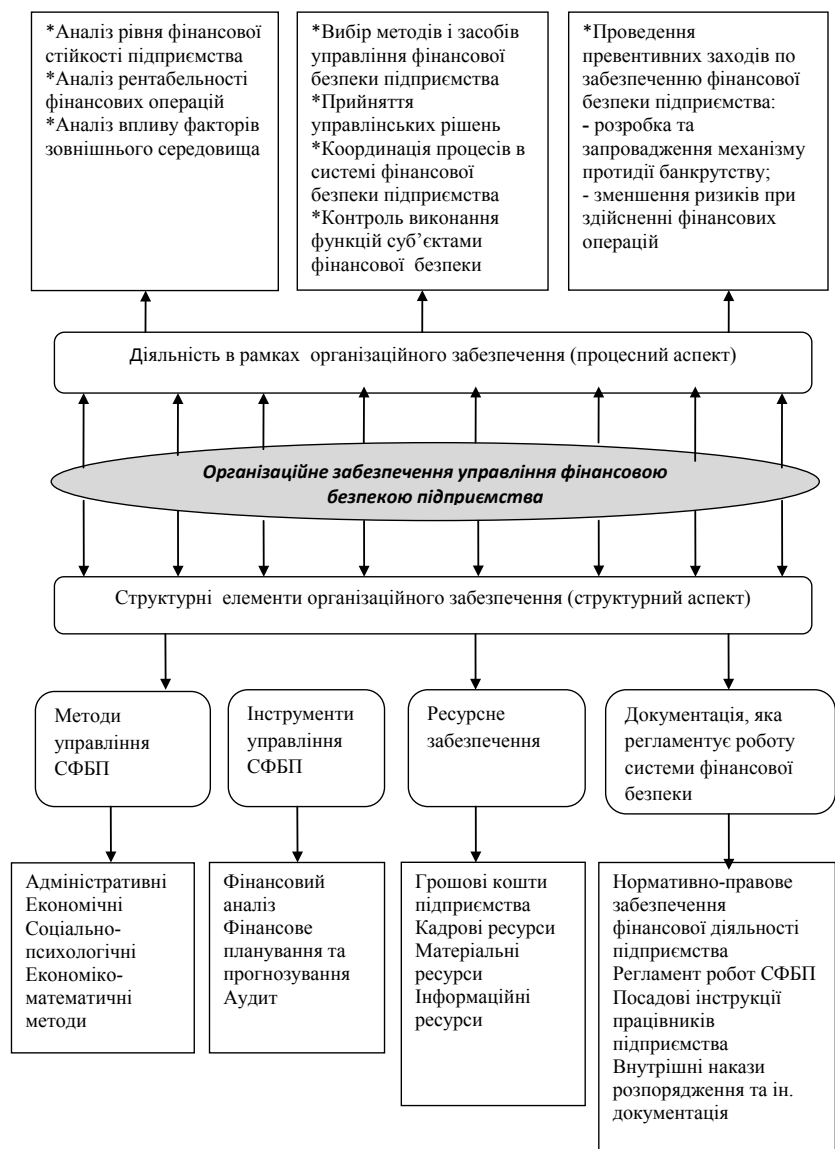 *Аналіз рівня фінансової
стійкості підприємства
*Аналіз рентабельності
фінансових операцій
*Аналіз впливу факторів
зовнішнього середовища
*Вибір методів і засобів
управління фінансової
безпеки підприємства
*Прийняття
управлінських рішень
*Координація процесів в
системі фінансової
безпеки підприємства
*Контроль виконання
функцій суб’єктами
фінансової безпеки
*Проведення
превентивних заходів по
забезпеченню фінансової
безпеки підприємства:
- розробка та
запровадження механізму
протидії банкрутству;
- зменшення ризиків при
здійсненні фінансових
операцій
Діяльність в рамках організаційного забезпечення (процесний аспект)
Організаційне забезпечення управління фінансовою
безпекою підприємства
Структурні елементи організаційного забезпечення (структурний аспект)
Методи
управління
СФБП
Інструменти
управління
СФБП
Ресурсне
забезпечення
Документація, яка
регламентує роботу
системи фінансової
безпеки
Адміністративні
Економічні
Соціально-
психологічні
Економіко-
математичні
методи
Фінансовий
аналіз
Фінансове
планування та
прогнозування
Аудит
Грошові кошти
підприємства
Кадрові ресурси
Матеріальні
ресурси
Інформаційні
ресурси
Нормативно-правове
забезпечення
фінансової діяльності
підприємства
Регламент робот СФБП
Посадові інструкції
працівників
підприємства
Внутрішні накази
розпорядження та ін.
документація